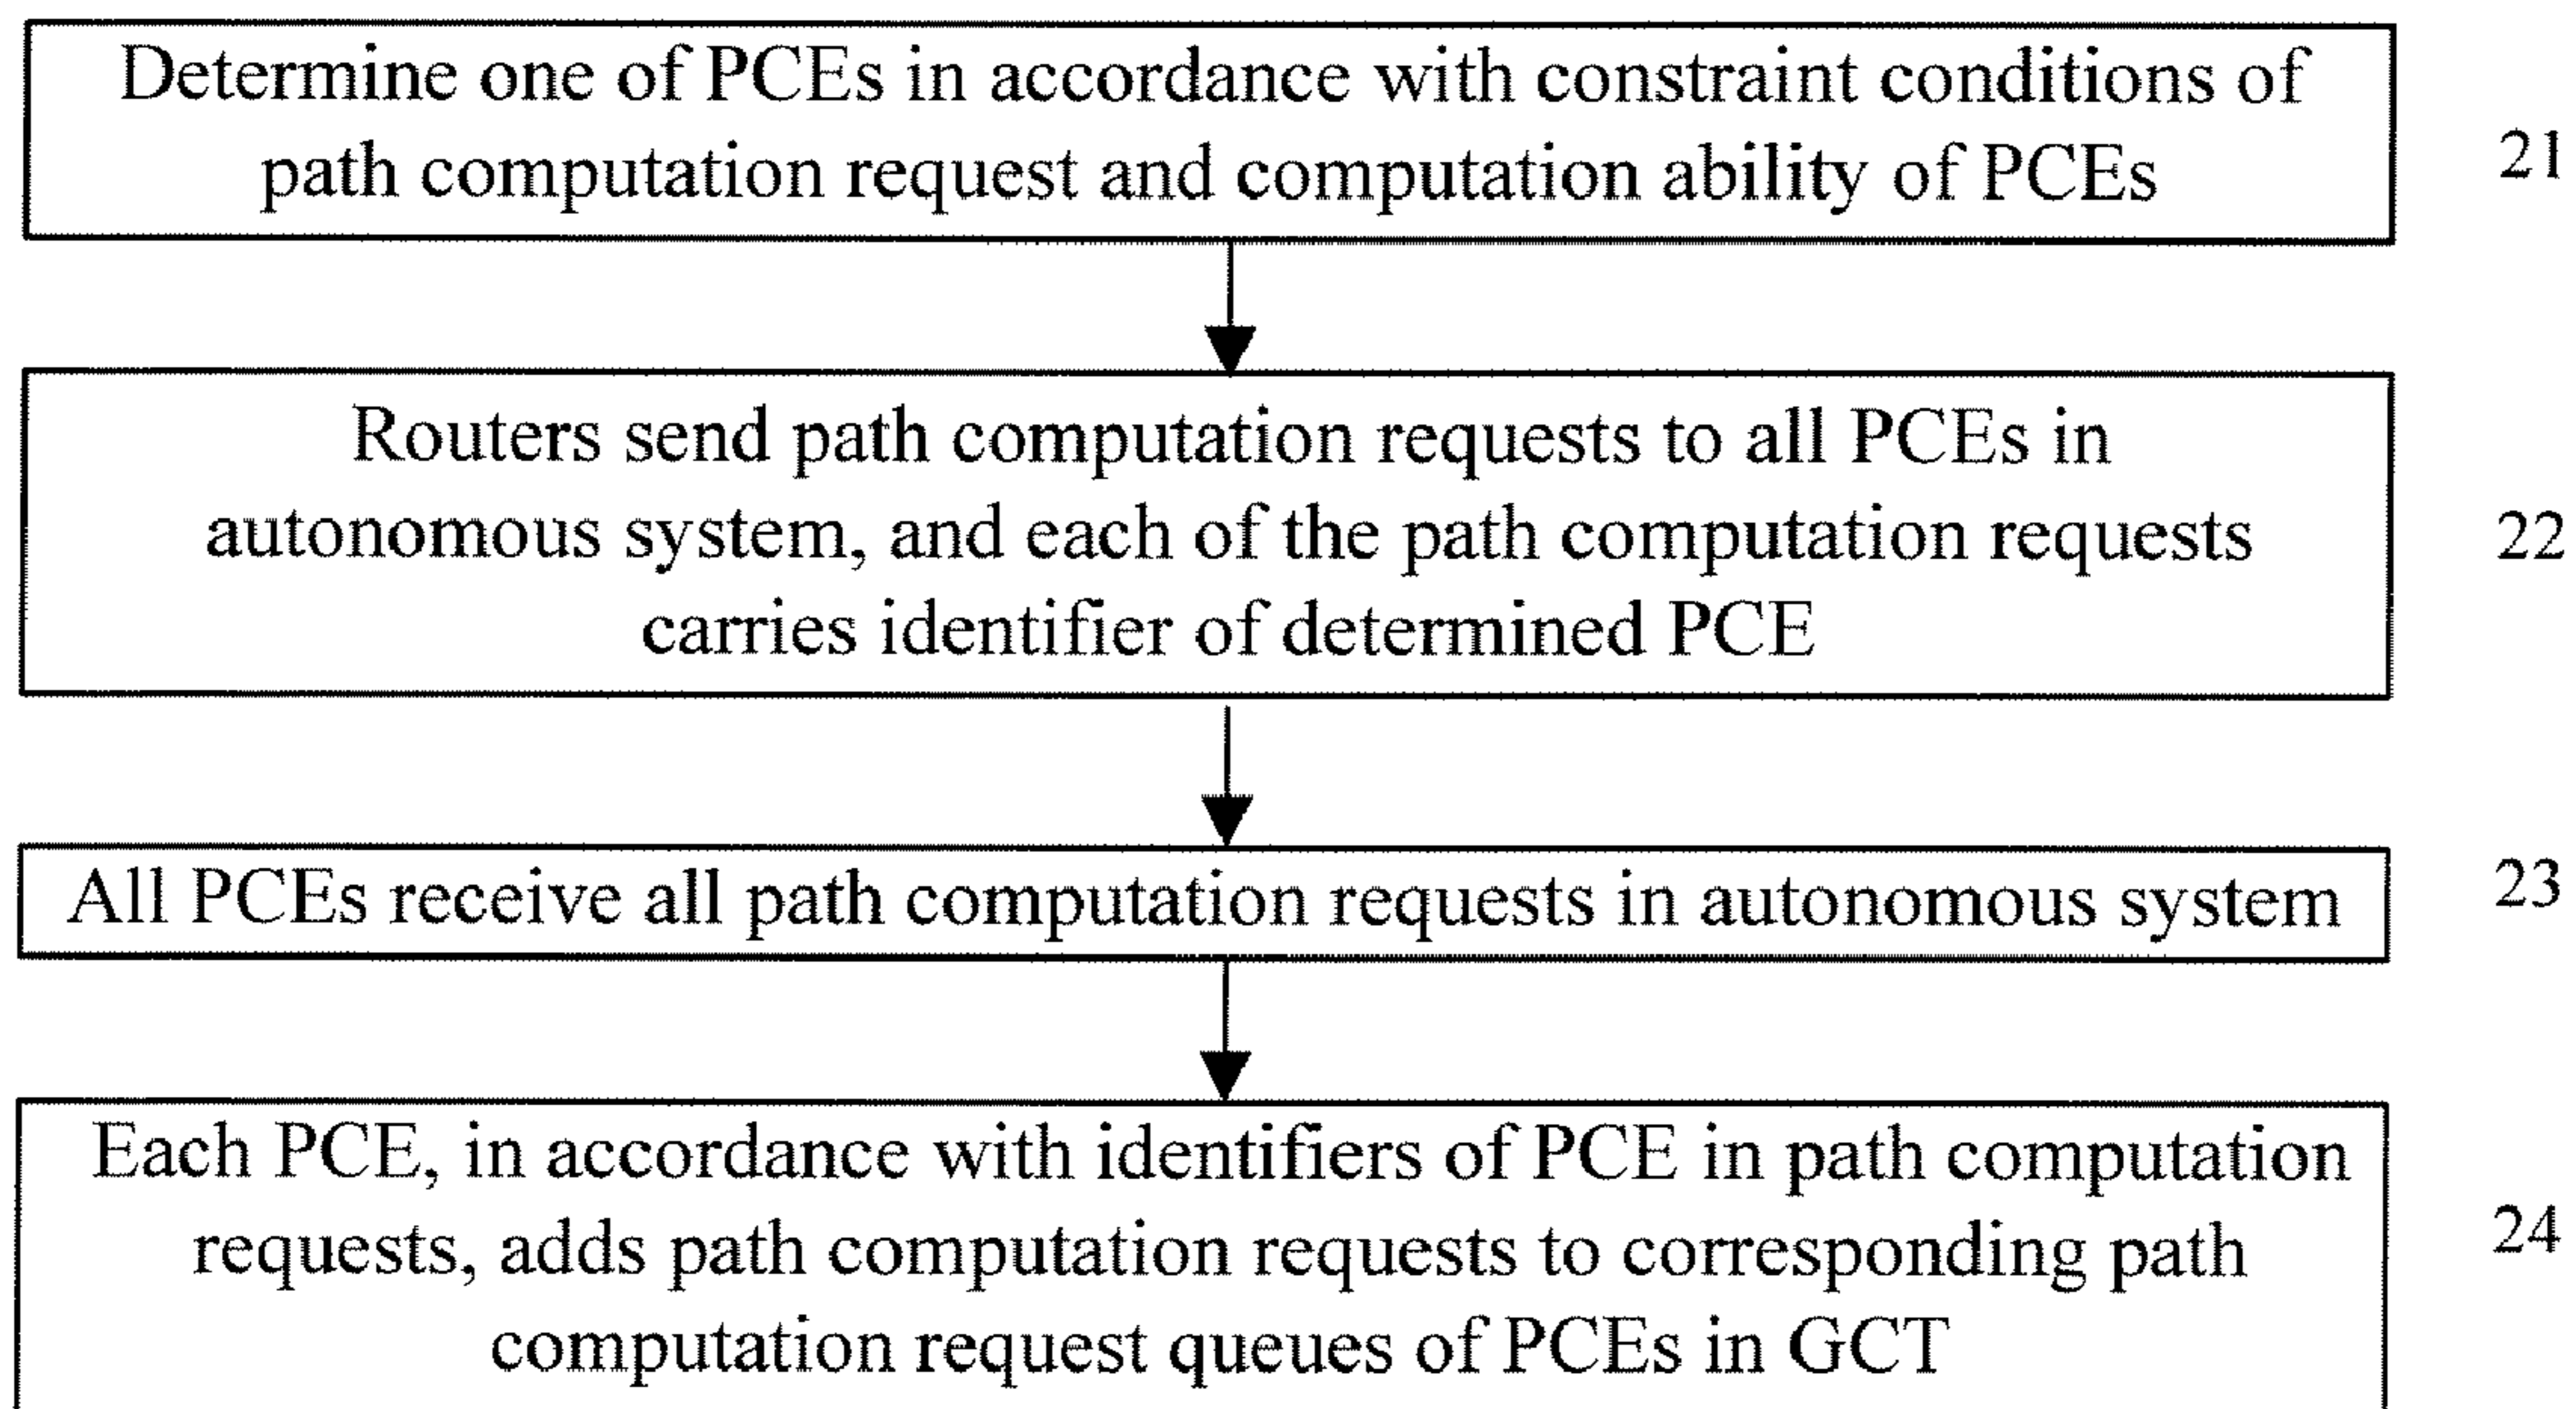 Determine one of PCEs in accordance with constraint conditions of
path computation request and computation ability of PCEs
21
Routers send path computation requests to all PCEs in
autonomous system, and each of the path computation requests
carries identifier of determined PCE
22
All PCEs receive all path computation requests in autonomous system
23
Each PCE, in accordance with identifiers of PCE in path computation
requests, adds path computation requests to corresponding path
computation request queues of PCEs in GCT
24